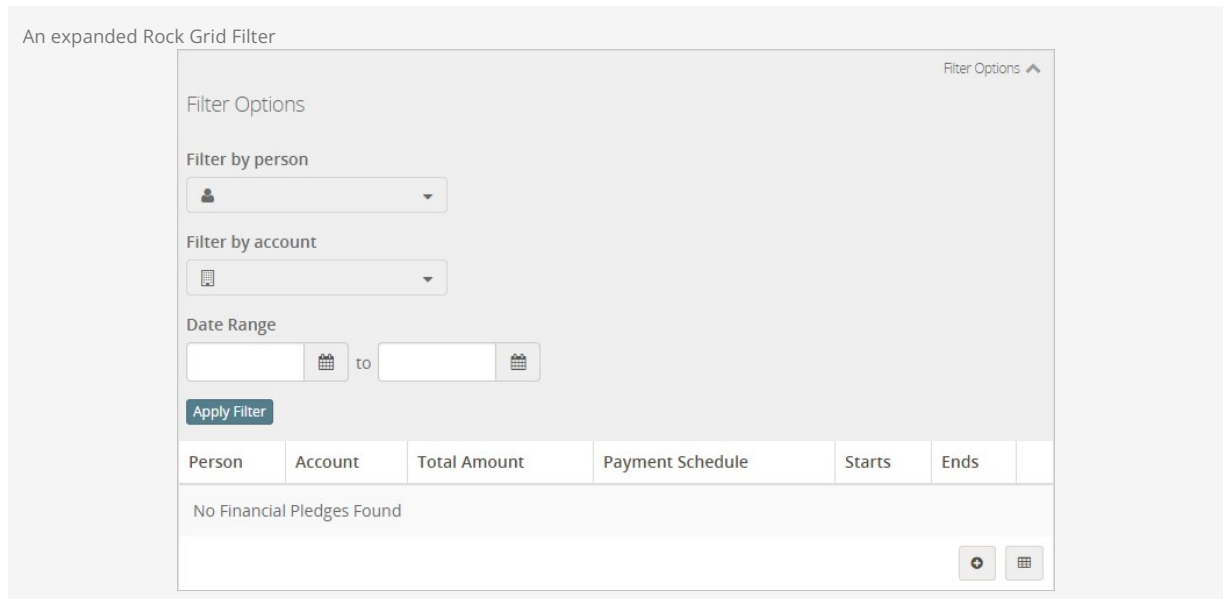 An expanded Rock Grid Filter
Filter Options
Filter Options
Filter by person
Filter by account
Date Range
to
Apply Filter
Person Account Total Amount Payment Schedule Starts Ends
No Financial Pledges Found